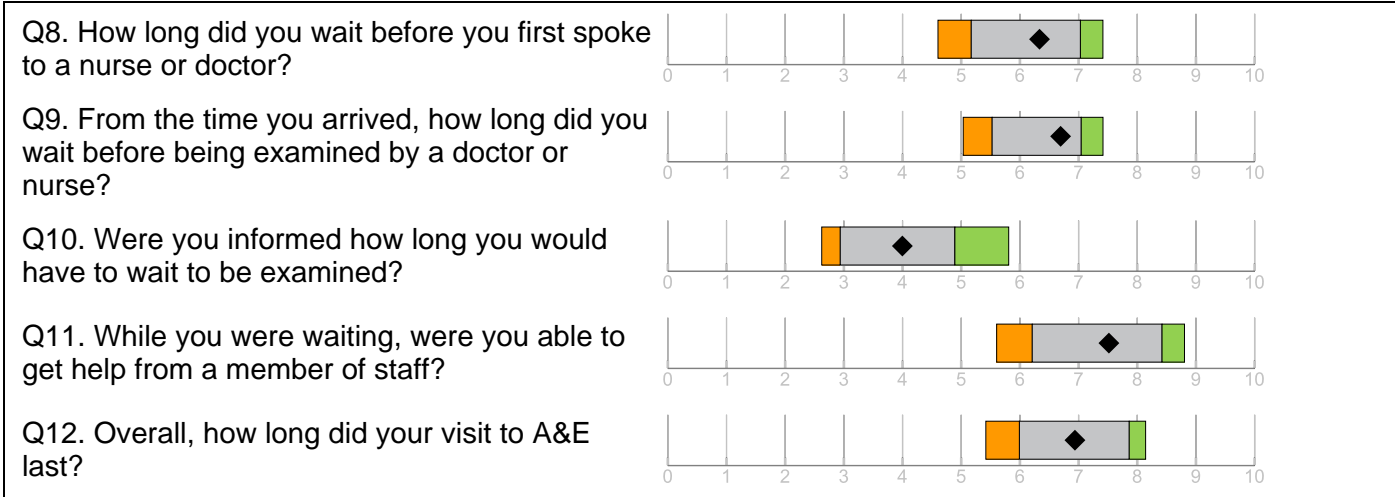 Q8. How long did you wait before you first spoke
to a nurse or doctor?
0 1 2 3 4 5 6 7 8 9 10
Q9. From the time you arrived, how long did you
wait before being examined by a doctor or
nurse?
0 1 2 3 4 5 6 7 8 9 10
Q10. Were you informed how long you would
have to wait to be examined?
0 1 2 3 4 5 6 7 8 9 10
Q11. While you were waiting, were you able to
get help from a member of staff?
0 1 2 3 4 5 6 7 8 9 10
Q12. Overall, how long did your visit to A&E
last?
0 1 2 3 4 5 6 7 8 9 10